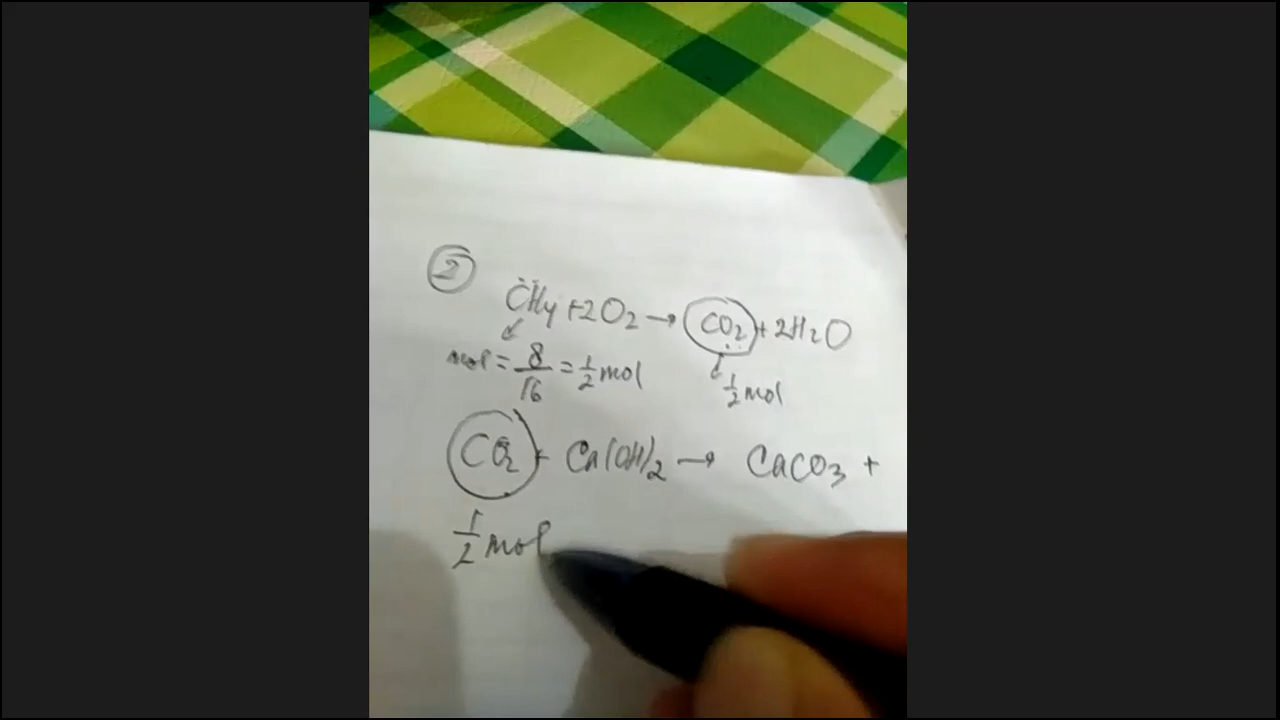 2
CH4 + 2O2 → CO2 + 2H2O
mol = 8/16 = 1/2 mol
1/2 mol
CO2 + Ca(OH)2 → CaCO3 +
1/2 mol